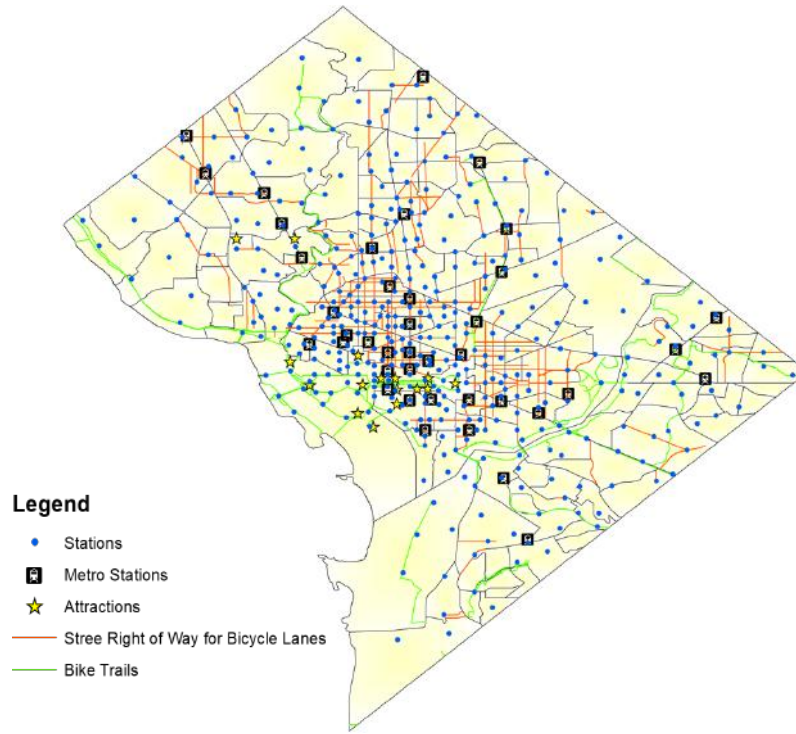 Legend
Stations
Metro Stations
Attractions
Stree Right of Way for Bicycle Lanes
Bike Trails